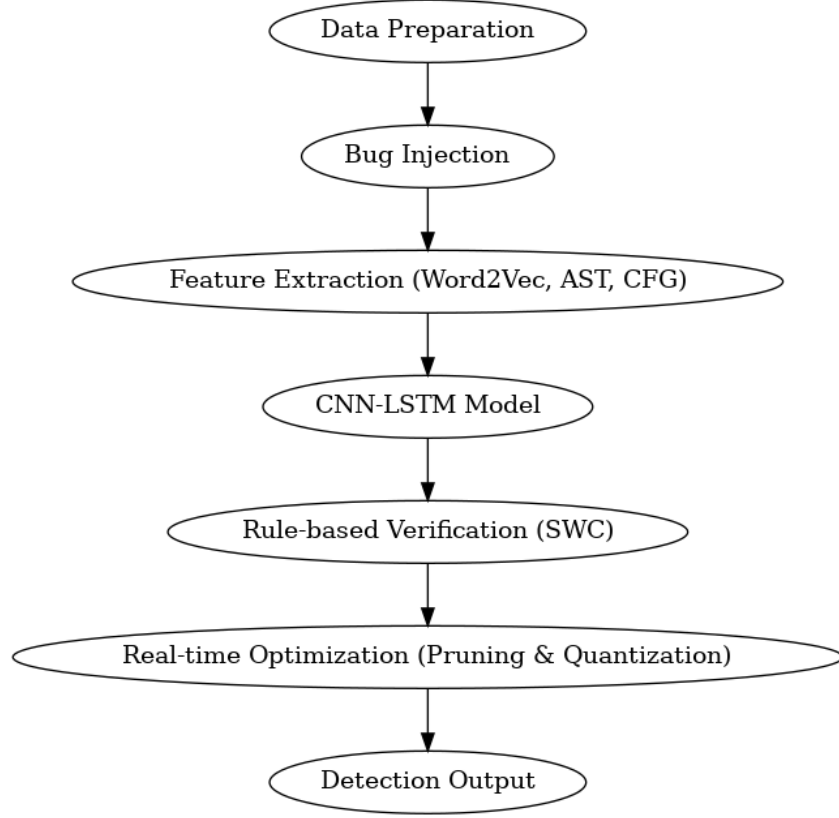 Data Preparation
Bug Injection
Feature Extraction (Word2Vec, AST, CFG)
CNN-LSTM Model
Rule-based Verification (SWC)
Real-time Optimization (Pruning & Quantization)
Detection Output